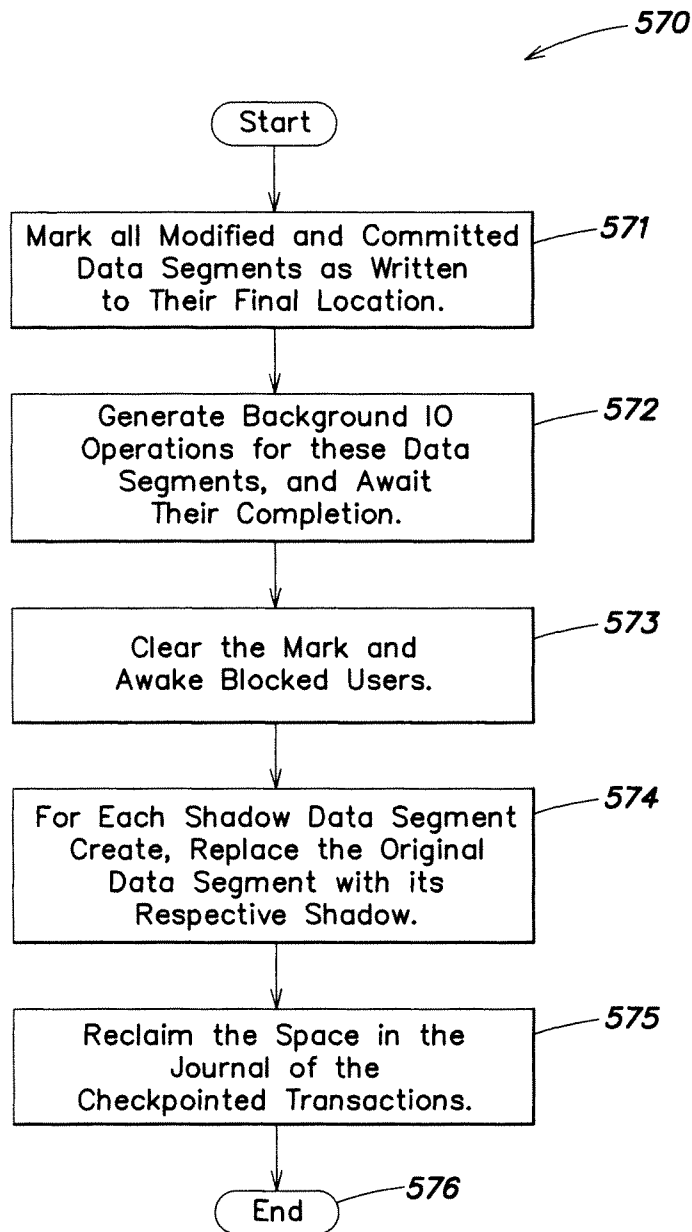 570
Start
571
Mark all Modified and Committed
Data Segments as Written
to Their Final Location.
572
Generate Background IO
Operations for these Data
Segments, and Await
Their Completion.
573
Clear the Mark and
Awake Blocked Users.
574
For Each Shadow Data Segment
Create, Replace the Original
Data Segment with its
Respective Shadow.
575
Reclaim the Space in the
Journal of the
Checkpointed Transactions.
576
End